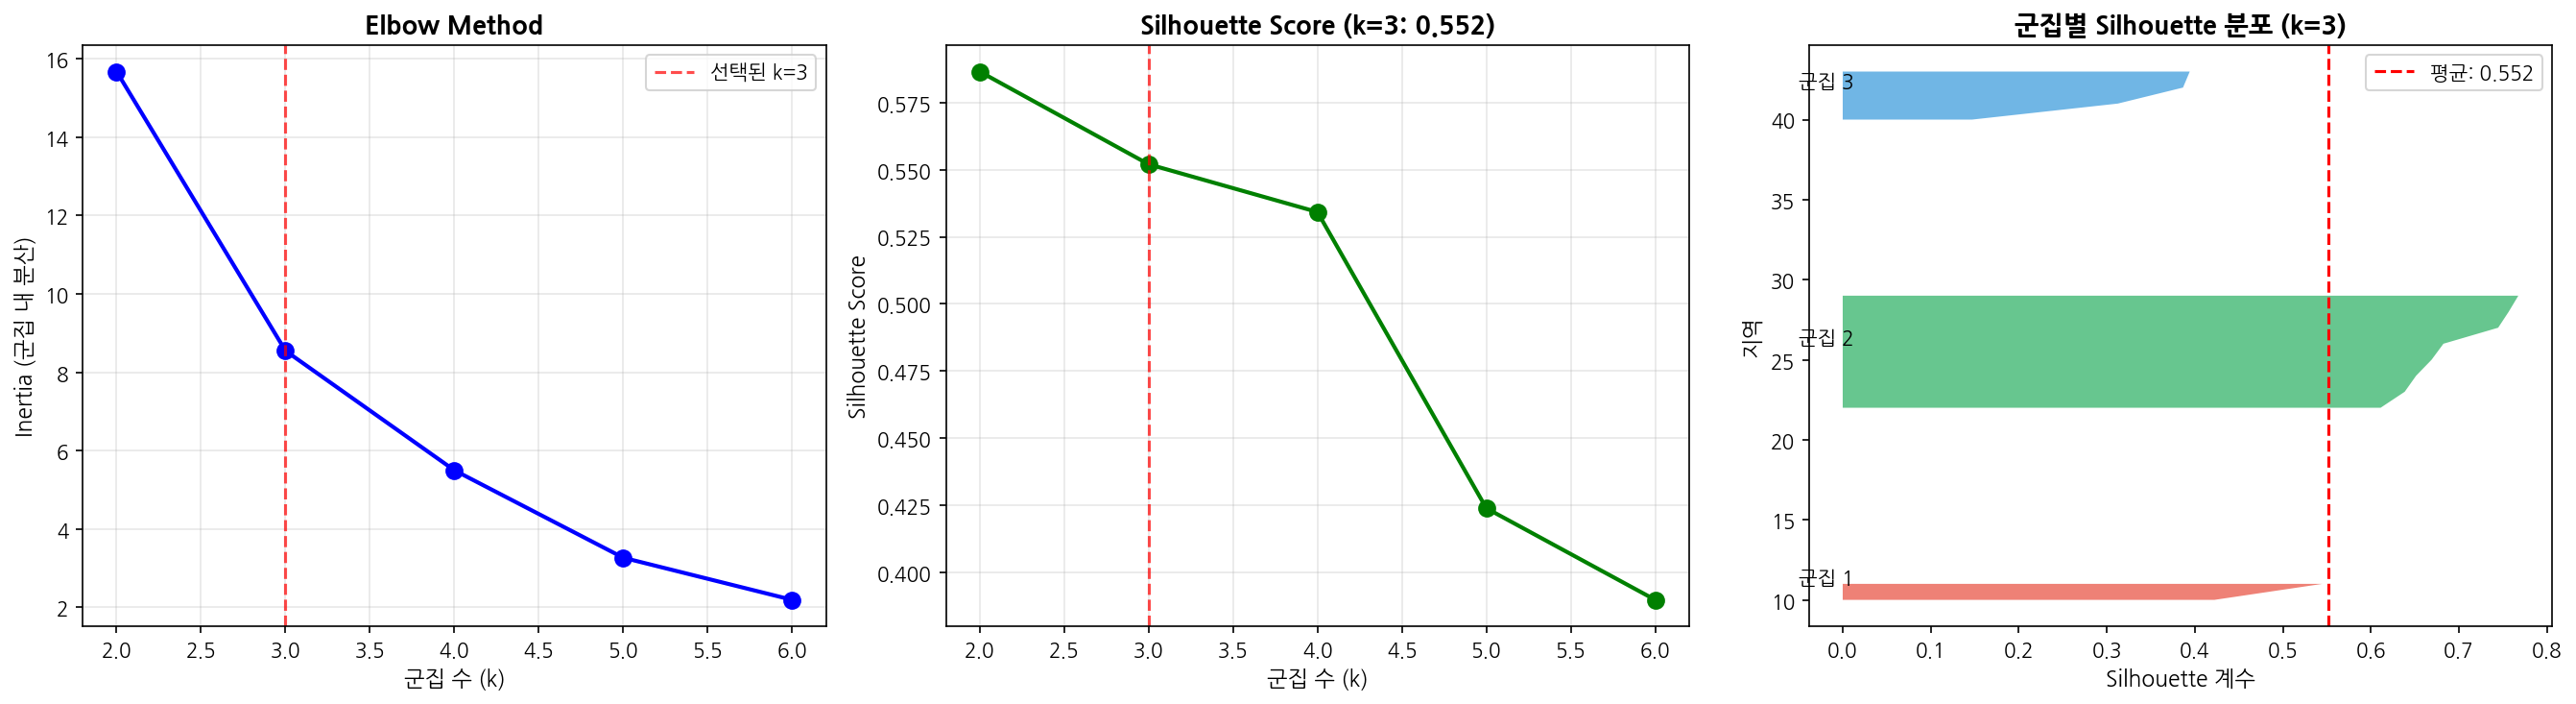 Elbow Method
선택된 k=3
16
14
12
10
8
6
4
2
Inertia (군집 내 분산)
2.0 2.5 3.0 3.5 4.0 4.5 5.0 5.5 6.0
군집 수 (k)
Silhouette Score (k=3: 0.552)
0.575
0.550
0.525
0.500
0.475
0.450
0.425
0.400
Silhouette Score
2.0 2.5 3.0 3.5 4.0 4.5 5.0 5.5 6.0
군집 수 (k)
군집별 Silhouette 분포 (k=3)
평균: 0.552
군집 3
40
35
30
군집 2
25
20
15
군집 1
10
지역
0.0 0.1 0.2 0.3 0.4 0.5 0.6 0.7 0.8
Silhouette 계수